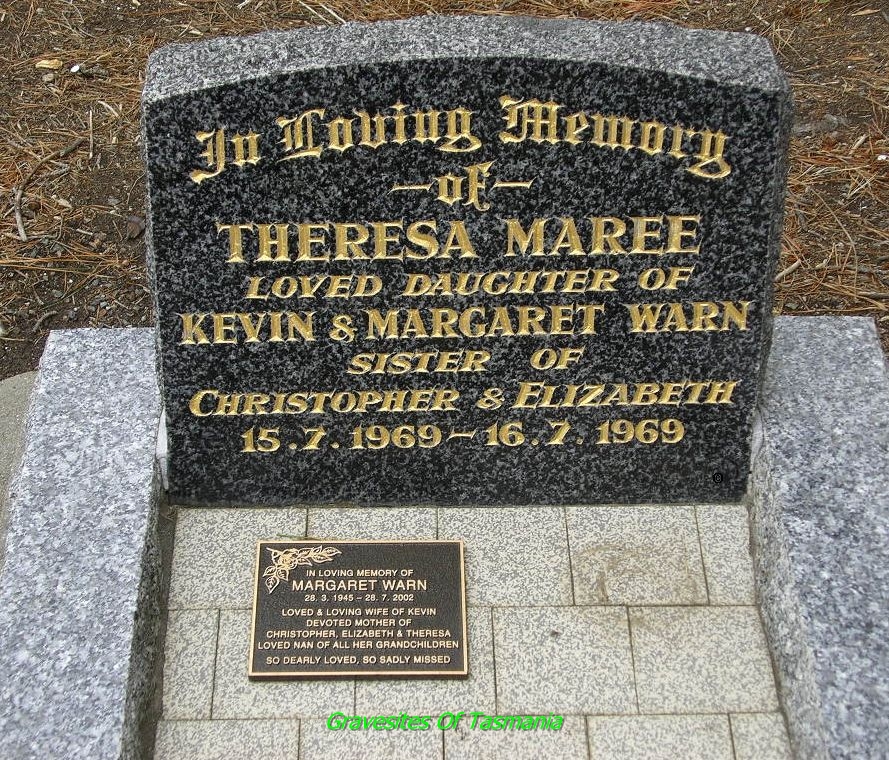 In Loving Memory
— of —
THERESA MAREE
LOVED DAUGHTER OF
KEVIN & MARGARET WARN
SISTER OF
CHRISTOPHER & ELIZABETH
15.7.1969 – 16.7.1969
IN LOVING MEMORY OF
MARGARET WARN
28. 3. 1945 – 28. 7. 2002
LOVED & LOVING WIFE OF KEVIN
DEVOTED MOTHER OF
CHRISTOPHER, ELIZABETH & THERESA
LOVED NAN OF ALL HER GRANDCHILDREN
SO DEARLY LOVED, SO SADLY MISSED
Gravesites Of Tasmania